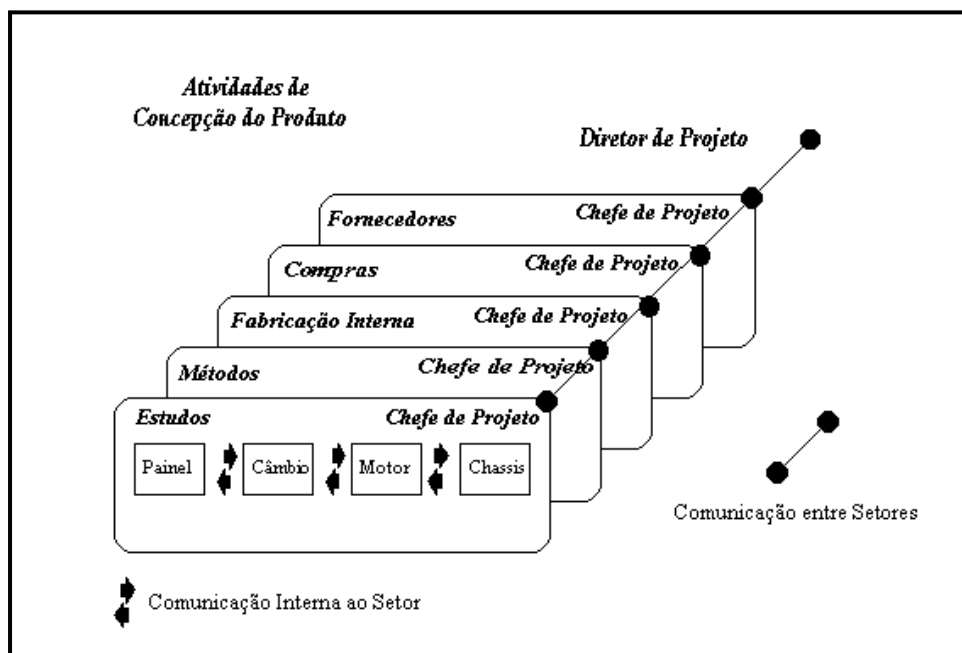 Atividades de
Concepção do Produto
Diretor de Projeto
Fornecedores
Chefe de Projeto
Compras
Chefe de Projeto
Fabricação Interna
Chefe de Projeto
Métodos
Chefe de Projeto
Estudos
Chefe de Projeto
Painel
Câmbio
Motor
Chassis
Comunicação entre Setores
Comunicação Interna ao Setor